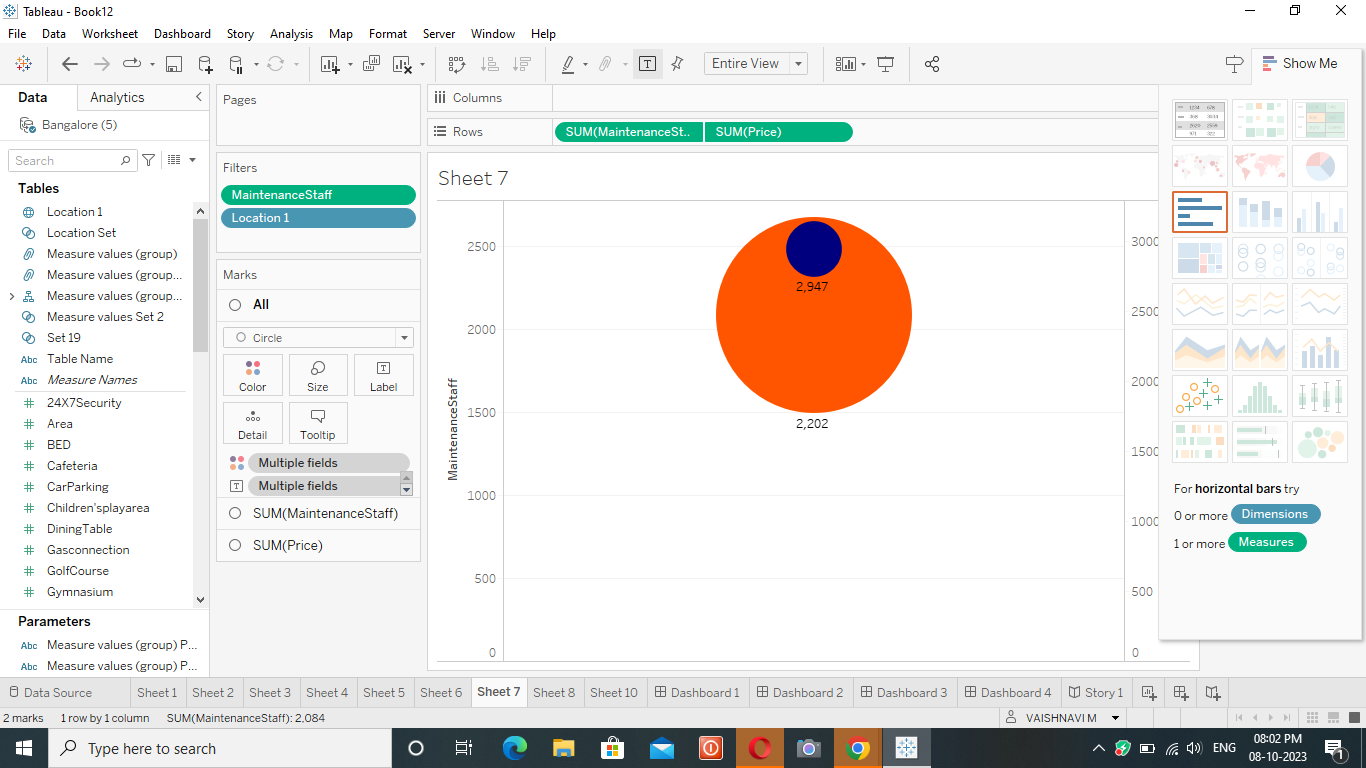 Tableau - Book12
File Data Worksheet Dashboard Story Analysis Map Format Server Window Help
Entire View
Show Me
Data Analytics
Bangalore (5)
Search
Tables
Location 1
Location Set
Measure values (group)
Measure values (group...
Measure values (group...
Measure values Set 2
Set 19
Abc Table Name
Abc Measure Names
24X7Security
Area
BED
Cafeteria
CarParking
Children'splayarea
DiningTable
Gasconnection
GolfCourse
Gymnasium
Parameters
Abc Measure values (group) P...
Abc Measure values (group) P...
Pages
Filters
MaintenanceStaff
Location 1
Marks
All
Circle
Color Size Label
Detail Tooltip
Multiple fields
Multiple fields
SUM(MaintenanceStaff)
SUM(Price)
Columns
Rows SUM(MaintenanceSt.. SUM(Price)
Sheet 7
MaintenanceStaff
2500
2000
1500
1000
500
0
2,947
2,202
3000
2500
2000
1500
1000
500
0
For horizontal bars try
0 or more Dimensions
1 or more Measures
Data Source Sheet 1 Sheet 2 Sheet 3 Sheet 4 Sheet 5 Sheet 6 Sheet 7 Sheet 8 Sheet 10 Dashboard 1 Dashboard 2 Dashboard 3 Dashboard 4 Story 1
2 marks 1 row by 1 column SUM(MaintenanceStaff): 2,084 VAISHNAVI M
Type here to search
ENG
08:02 PM
08-10-2023
1